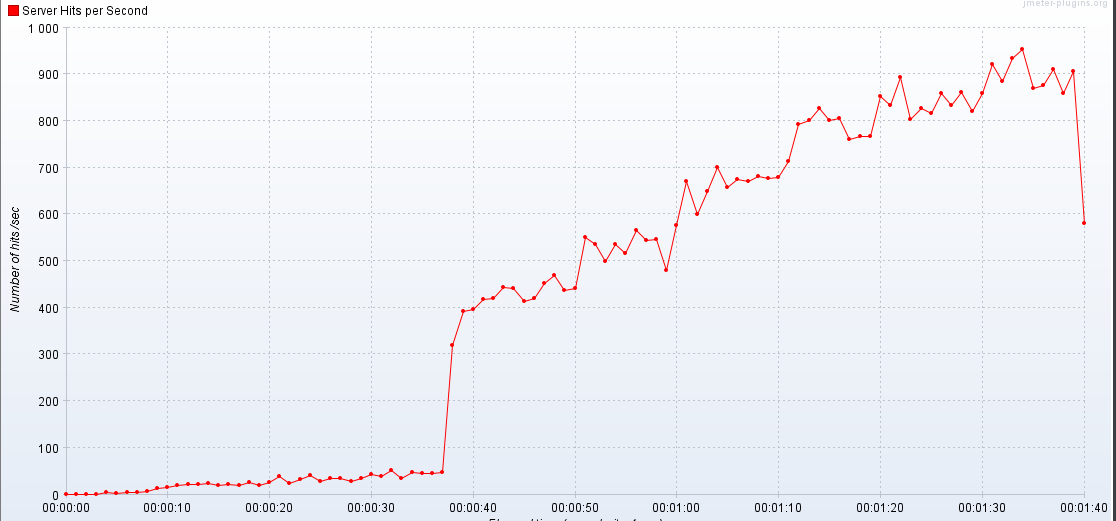 jmeter-plugins.org
Server Hits per Second
1 000
900
800
700
600
500
400
300
200
100
0
Number of hits /sec
00:00:00 00:00:10 00:00:20 00:00:30 00:00:40 00:00:50 00:01:00 00:01:10 00:01:20 00:01:30 00:01:40
Elapsed time